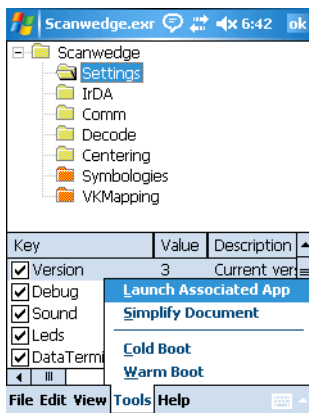 Scanwedge.exr 6:42 ok
Scanwedge
Settings
IrDA
Comm
Decode
Centering
Symbologies
VKMapping
Key Value Description
Version 3 Current ver
Debug
Sound
Leds
DataTermi
Launch Associated App
Simplify Document
Cold Boot
Warm Boot
File Edit View Tools Help